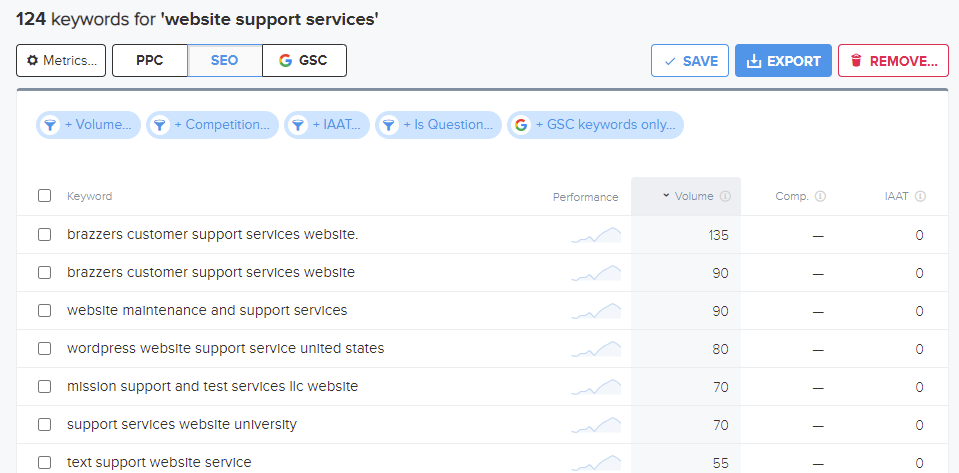 124 keywords for 'website support services'
Metrics... PPC SEO GSC SAVE EXPORT REMOVE...
+ Volume... + Competition... + IAAT... + Is Question... + GSC keywords only...
Keyword Performance Volume Comp. IAAT
brazzers customer support services website. 135 — 0
brazzers customer support services website 90 — 0
website maintenance and support services 90 — 0
wordpress website support service united states 80 — 0
mission support and test services llc website 70 — 0
support services website university 70 — 0
text support website service 55 — 0